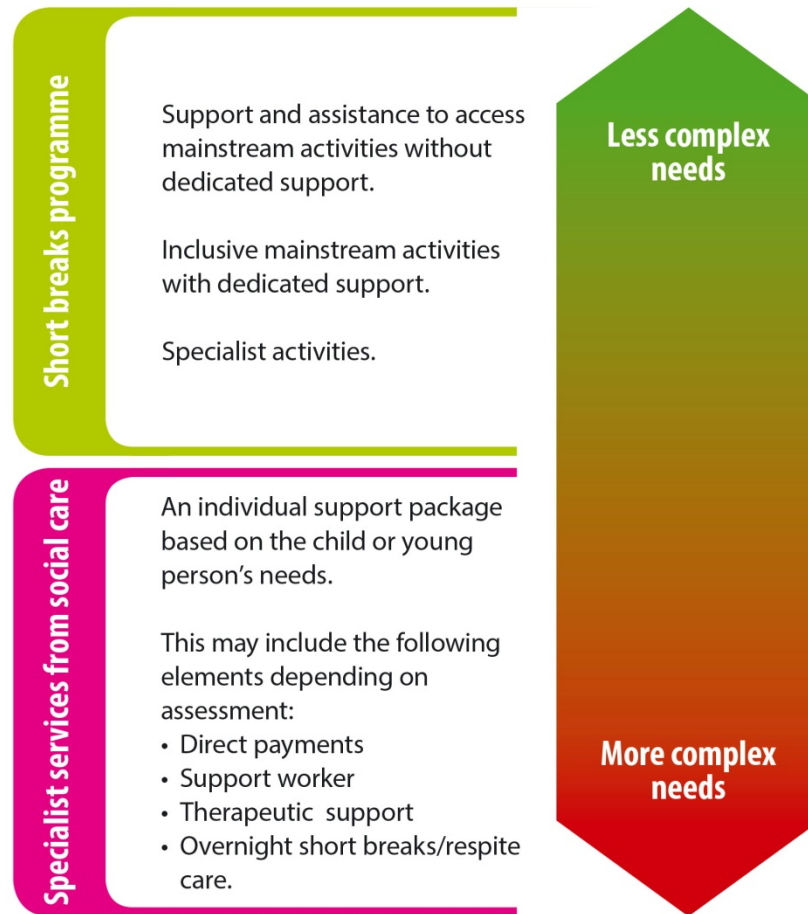 Short breaks programme
Support and assistance to access
mainstream activities without
dedicated support.
Inclusive mainstream activities
with dedicated support.
Specialist activities.
Less complex
needs
Specialist services from social care
An individual support package
based on the child or young
person’s needs.
This may include the following
elements depending on
assessment:
• Direct payments
• Support worker
• Therapeutic support
• Overnight short breaks/respite
care.
More complex
needs